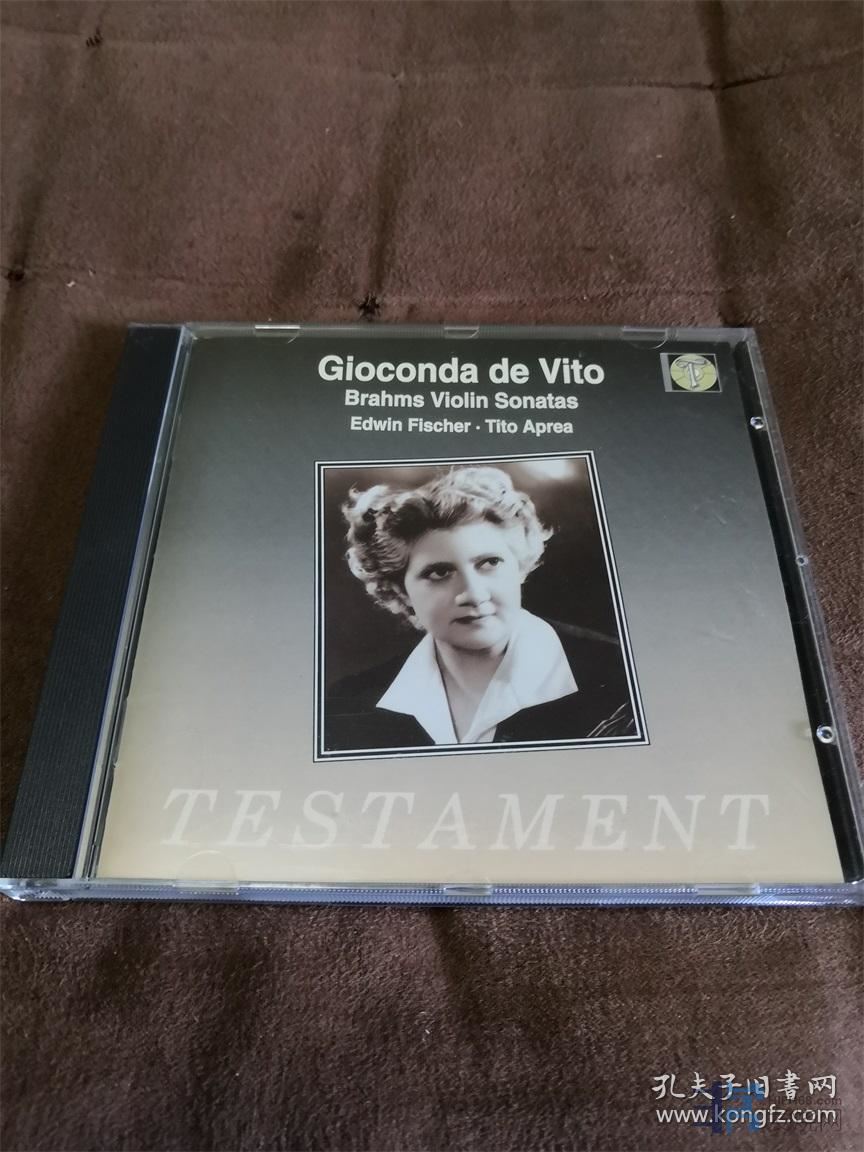 Gioconda de Vito
Brahms Violin Sonatas
Edwin Fischer · Tito Aprea
T
TESTAMENT
孔夫子旧书网
www.kongfz.com